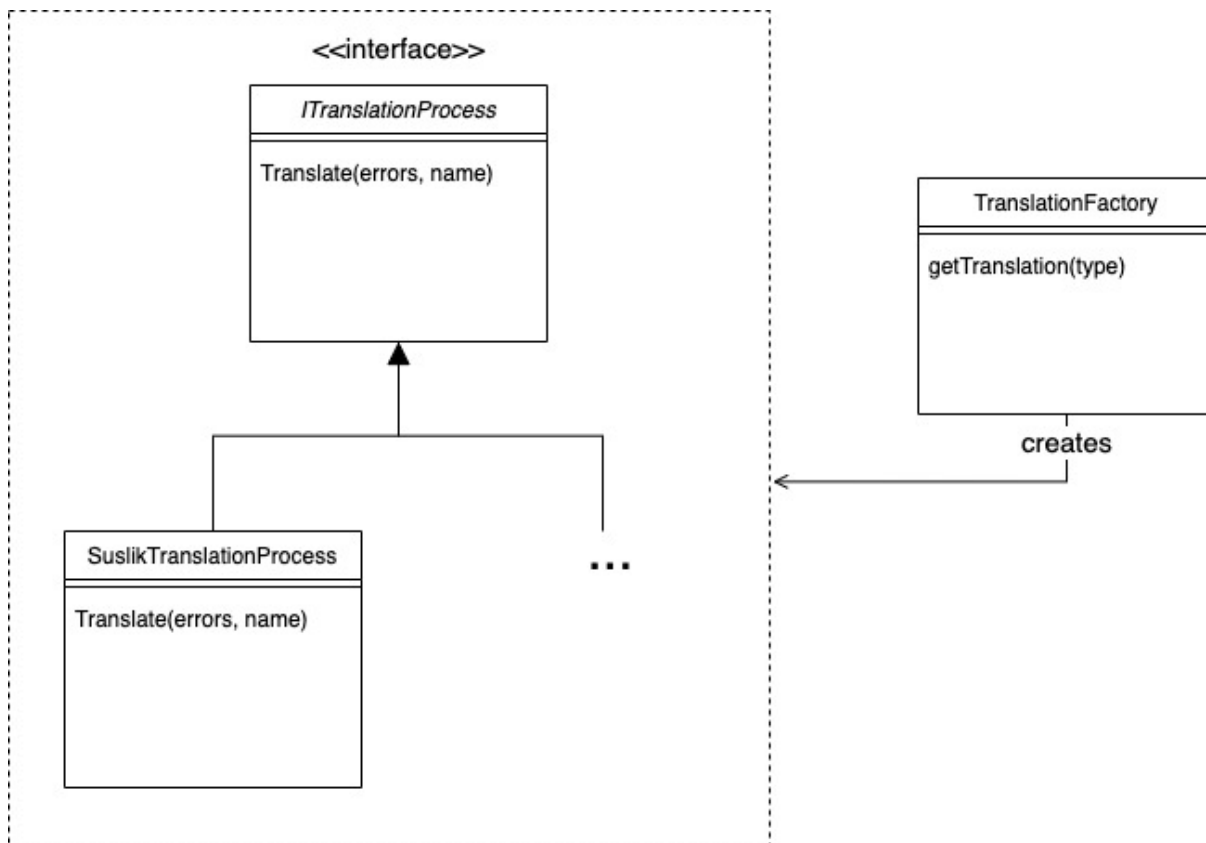 <<interface>>
ITranslationProcess
Translate(errors, name)
TranslationFactory
getTranslation(type)
creates
SuslikTranslationProcess
Translate(errors, name)
...